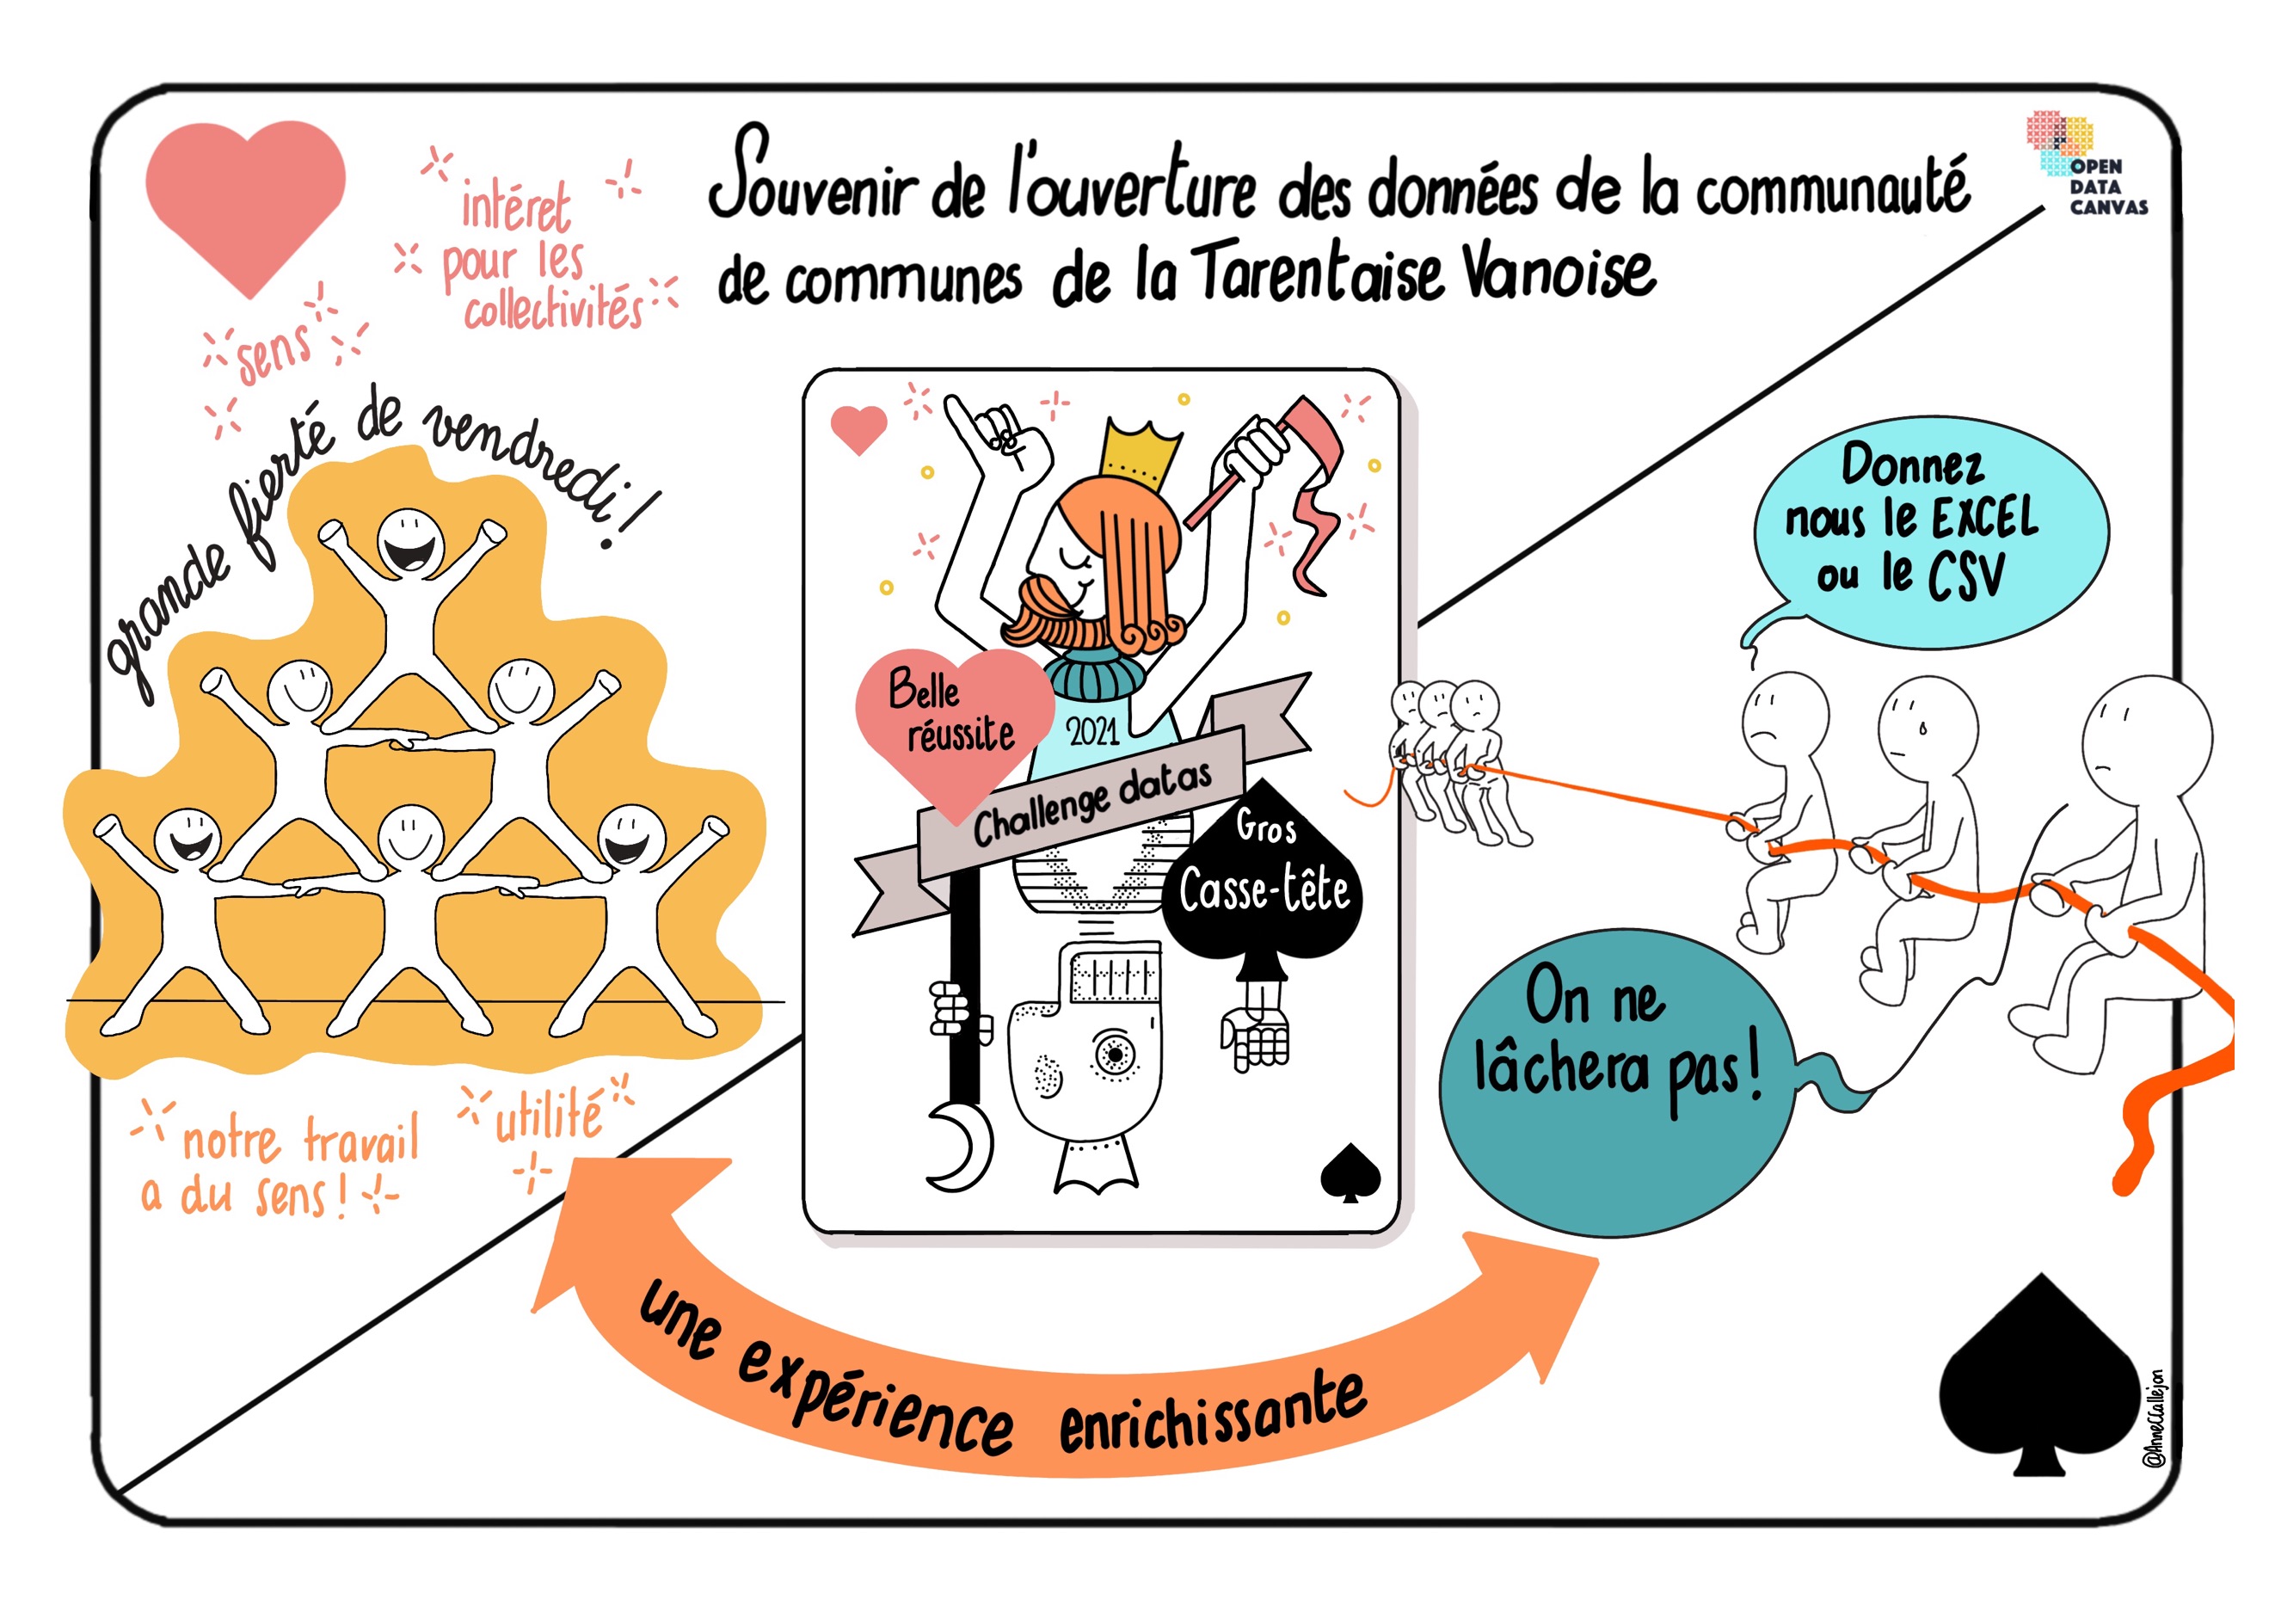 Souvenir de l'ouverture des données de la communauté
de communes de la Tarentaise Vanoise
OPEN
DATA
CANVAS
intéret
pour les
collectivités
sens
grande fierté de vendredi!
notre travail
a du sens!
utilité
Belle
réussite
2021
Challenge datas
Gros
Casse-tête
Donnez
nous le EXCEL
ou le CSV
On ne
lâchera pas!
une expérience enrichissante
@AnneCCallejon